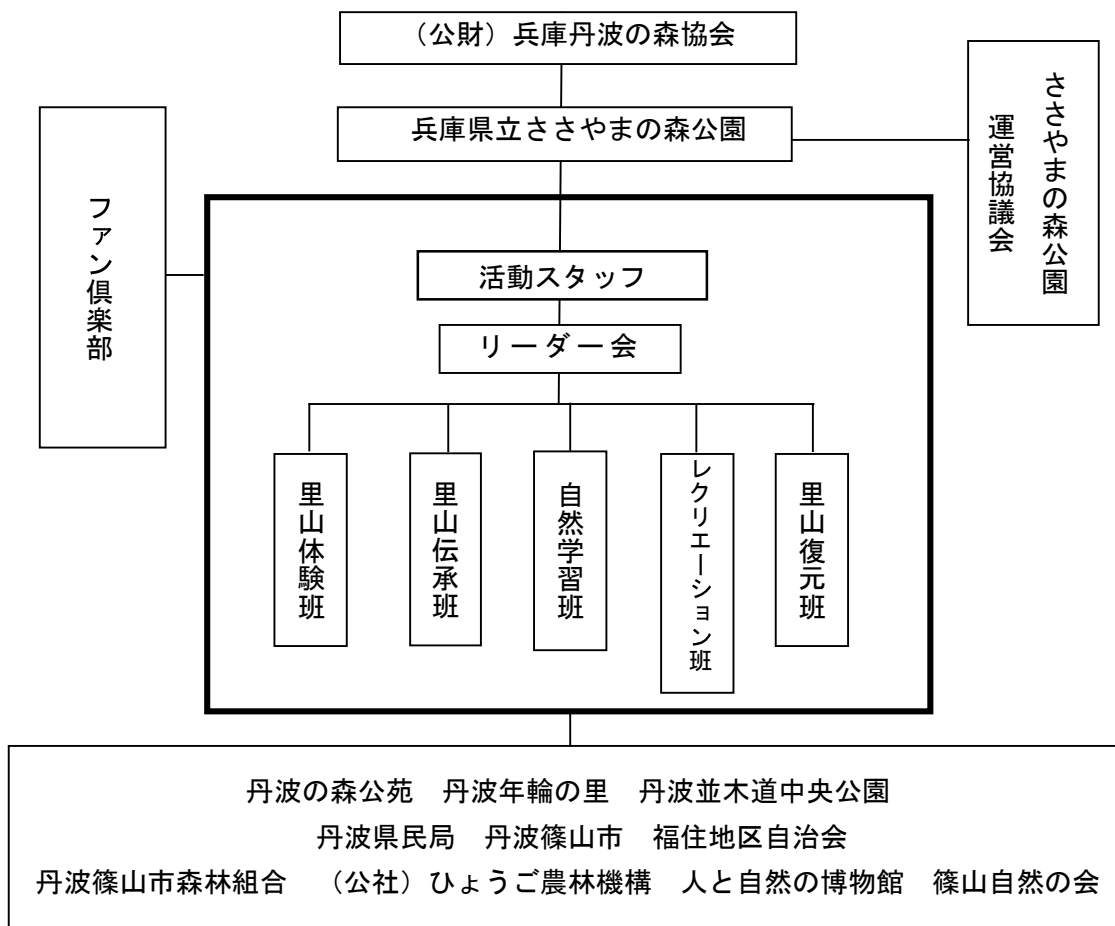 (公財)兵庫丹波の森協会
兵庫県立ささやまの森公園
ささやまの森公園
運営協議会
ファン倶楽部
活動スタッフ
リーダー会
里山体験班
里山伝承班
自然学習班
レクリエーション班
里山復元班
丹波の森公苑 丹波年輪の里 丹波並木道中央公園
丹波県民局 丹波篠山市 福住地区自治会
丹波篠山市森林組合 (公社)ひょうご農林機構 人と自然の博物館 篠山自然の会